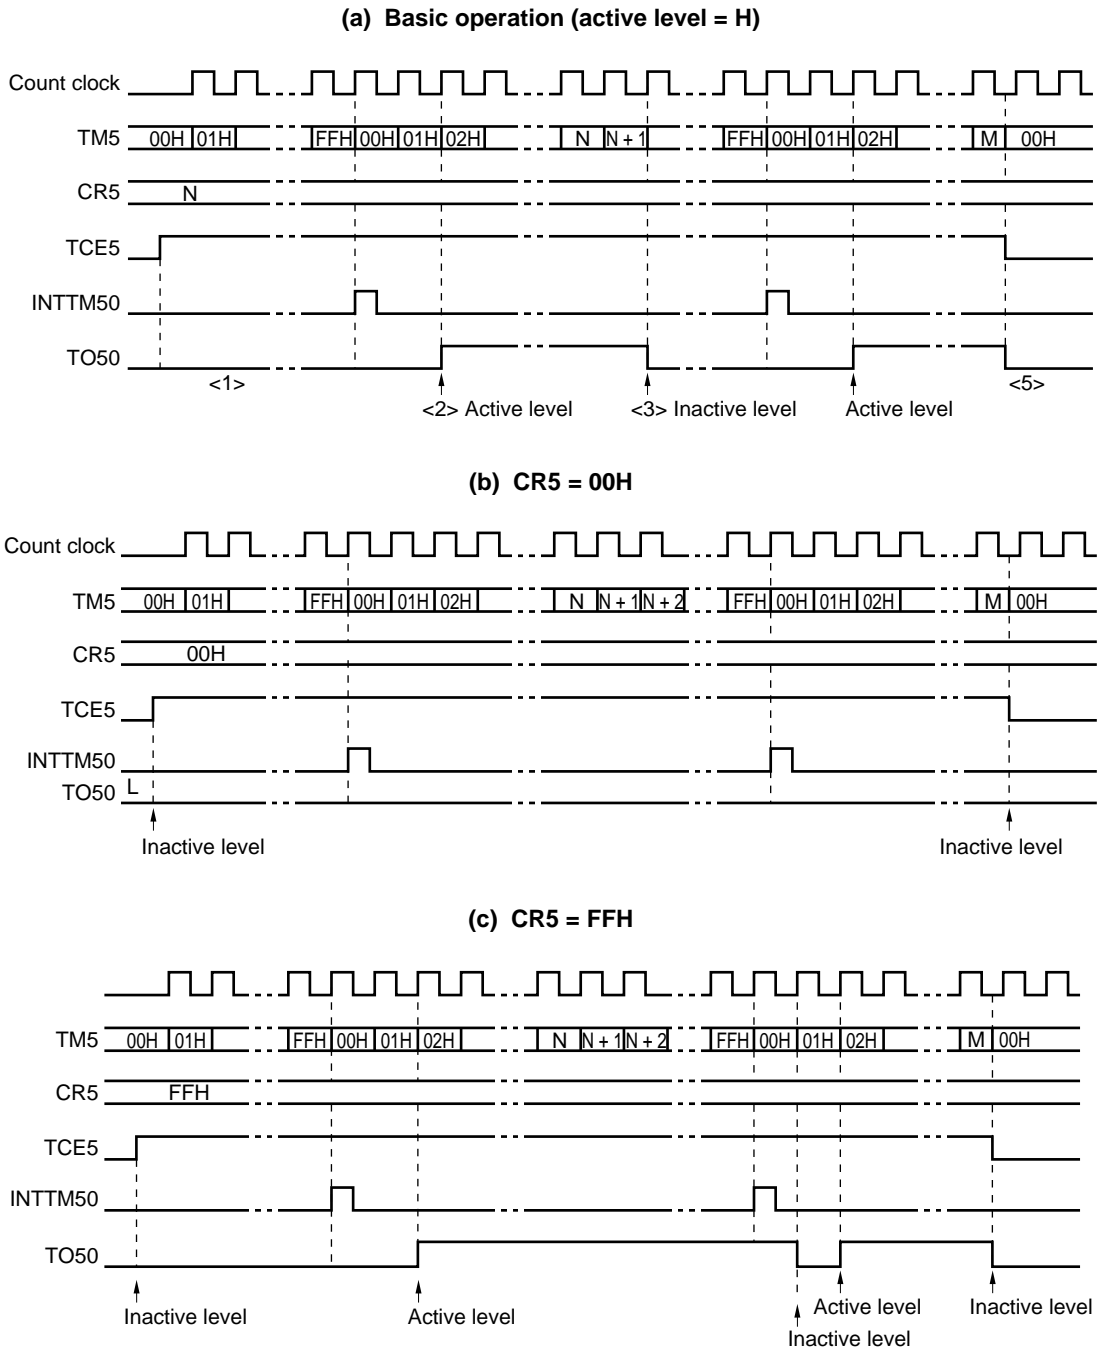 (a) Basic operation (active level = H)
Count clock
TM5 00H 01H FFH 00H 01H 02H N N + 1 FFH 00H 01H 02H M 00H
CR5 N
TCE5
INTTM50
TO50
<1> <5>
<2> Active level <3> Inactive level Active level
(b) CR5 = 00H
Count clock
TM5 00H 01H FFH 00H 01H 02H N N + 1 N + 2 FFH 00H 01H 02H M 00H
CR5 00H
TCE5
INTTM50
TO50 L
Inactive level Inactive level
(c) CR5 = FFH
TM5 00H 01H FFH 00H 01H 02H N N + 1 N + 2 FFH 00H 01H 02H M 00H
CR5 FFH
TCE5
INTTM50
TO50
Inactive level Active level Active level Inactive level
Inactive level